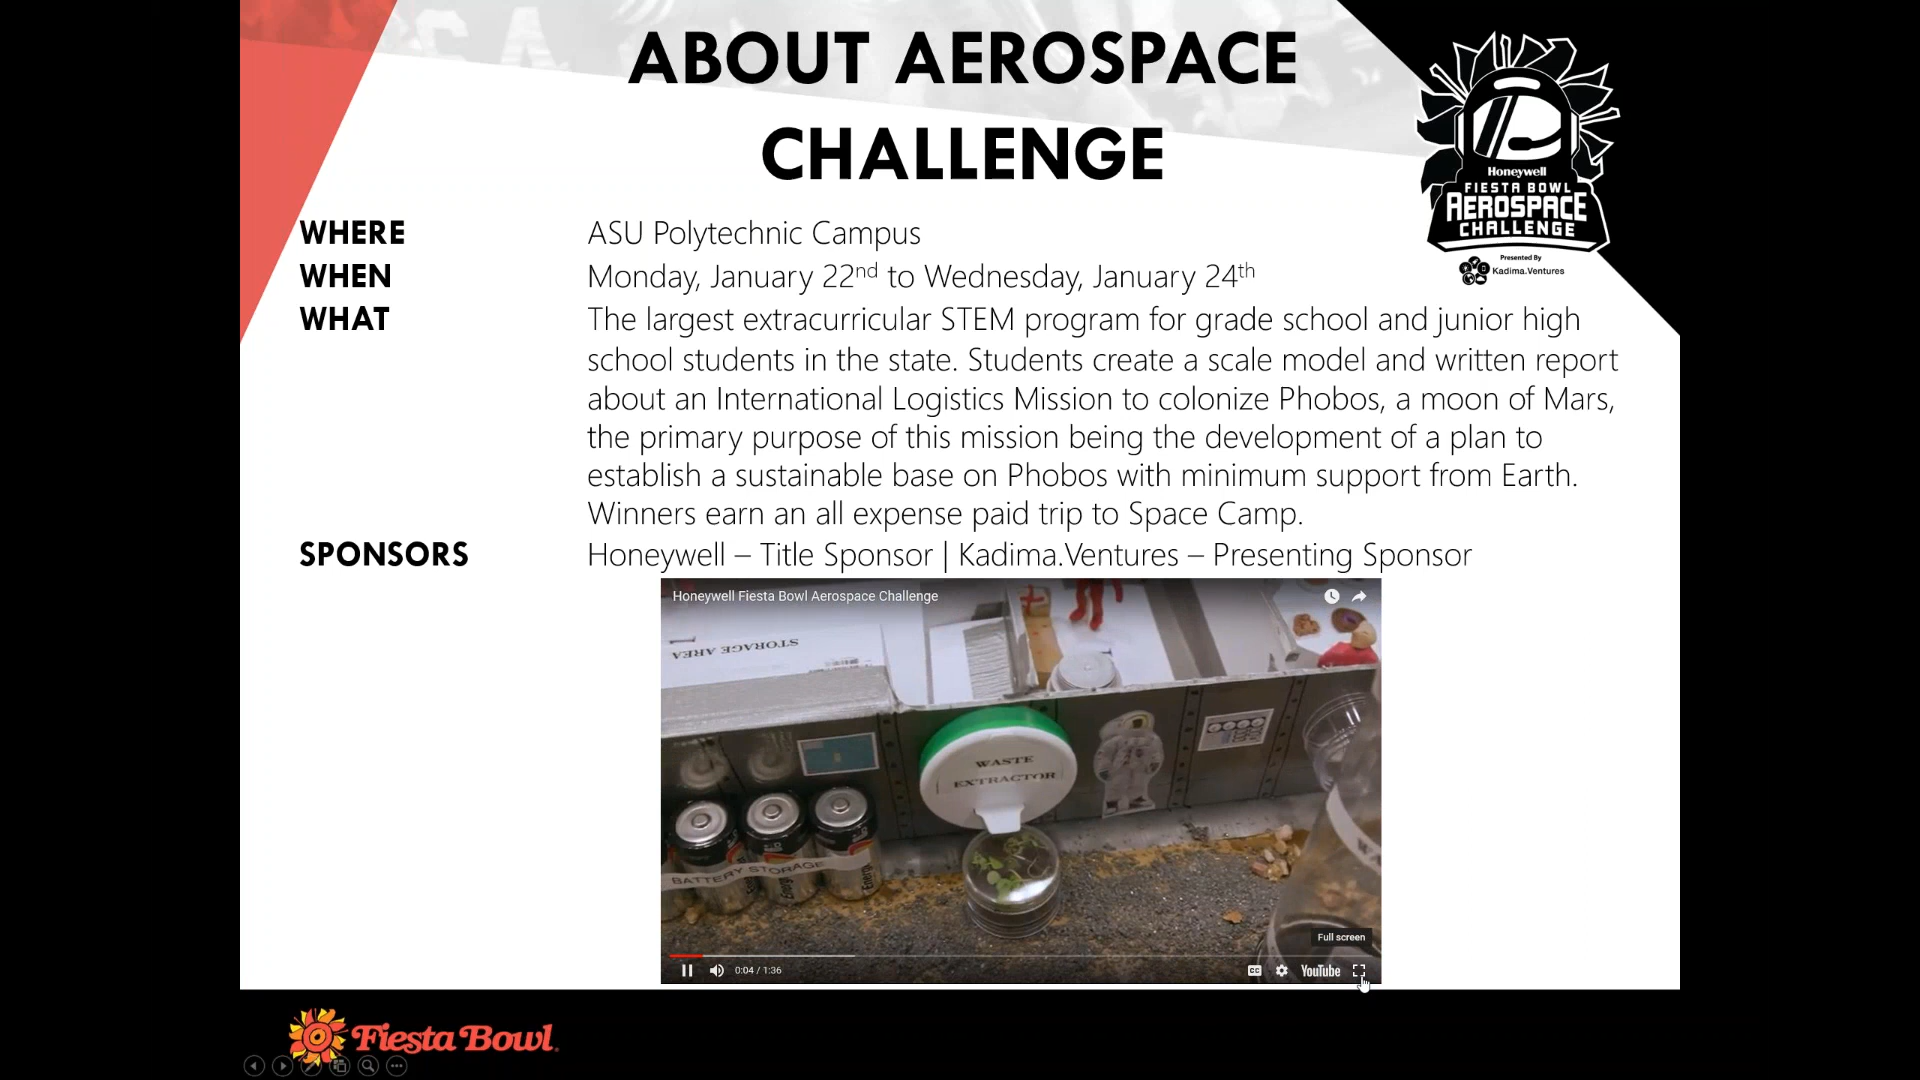 ABOUT AEROSPACE
CHALLENGE
Honeywell
FIESTA BOWL
AEROSPACE
CHALLENGE
Presented By
Kadima.Ventures
WHERE ASU Polytechnic Campus
WHEN Monday, January 22nd to Wednesday, January 24th
WHAT The largest extracurricular STEM program for grade school and junior high
school students in the state. Students create a scale model and written report
about an International Logistics Mission to colonize Phobos, a moon of Mars,
the primary purpose of this mission being the development of a plan to
establish a sustainable base on Phobos with minimum support from Earth.
Winners earn an all expense paid trip to Space Camp.
SPONSORS Honeywell – Title Sponsor | Kadima.Ventures – Presenting Sponsor
Honeywell Fiesta Bowl Aerospace Challenge
STORAGE AREA
WASTE
EXTRACTOR
BATTERY STORAGE
Full screen
0:04 / 1:36
CC
YouTube
Fiesta Bowl